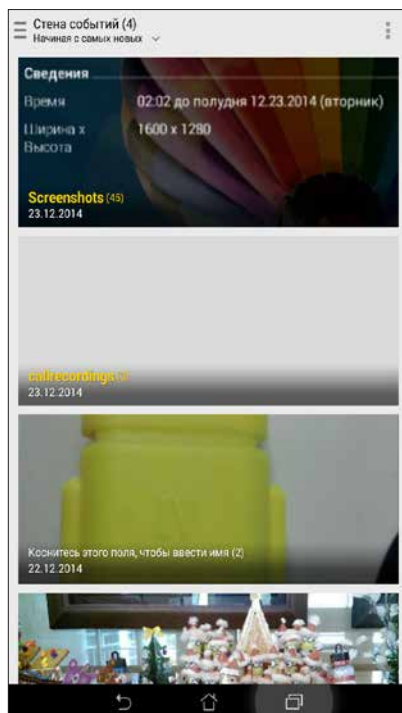 Стена событий (4)
Начиная с самых новых
Сведения
Время 02:02 до полудня 12.23.2014 (вторник)
Ширина x 1600 x 1280
Высота
Screenshots (45)
23.12.2014
callrecordings
23.12.2014
Коснитесь этого поля, чтобы ввести имя (2)
22.12.2014